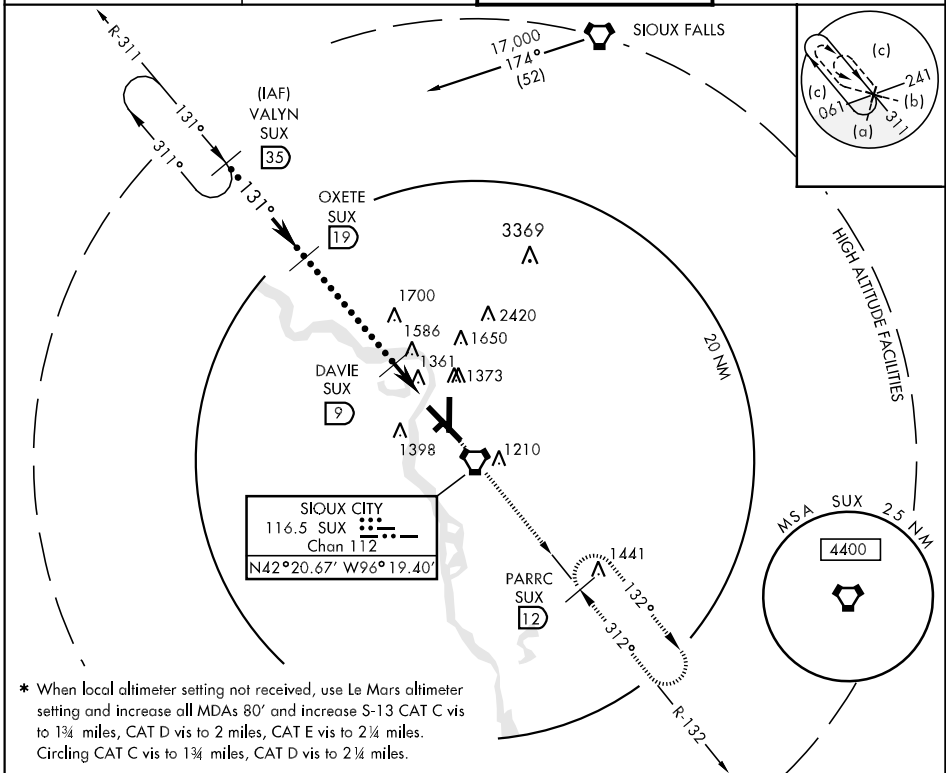 R-311
17,000
174°
(52)
SIOUX FALLS
(c)
(c)
241
061
(b)
(a)
311
131°
311°
(IAF)
VALYN
SUX
35
131°
OXETE
SUX
19
3369
HIGH ALTITUDE FACILITIES
1700
2420
1586
1650
20 NM
1361
1373
DAVIE
SUX
9
1398
1210
SIOUX CITY
116.5 SUX
Chan 112
N42°20.67' W96°19.40'
MSA SUX 25 NM
4400
1441
PARRC
SUX
12
132°
312°
R-132
* When local altimeter setting not received, use Le Mars altimeter
setting and increase all MDAs 80' and increase S-13 CAT C vis
to 1¾ miles, CAT D vis to 2 miles, CAT E vis to 2¼ miles.
Circling CAT C vis to 1¾ miles, CAT D vis to 2¼ miles.